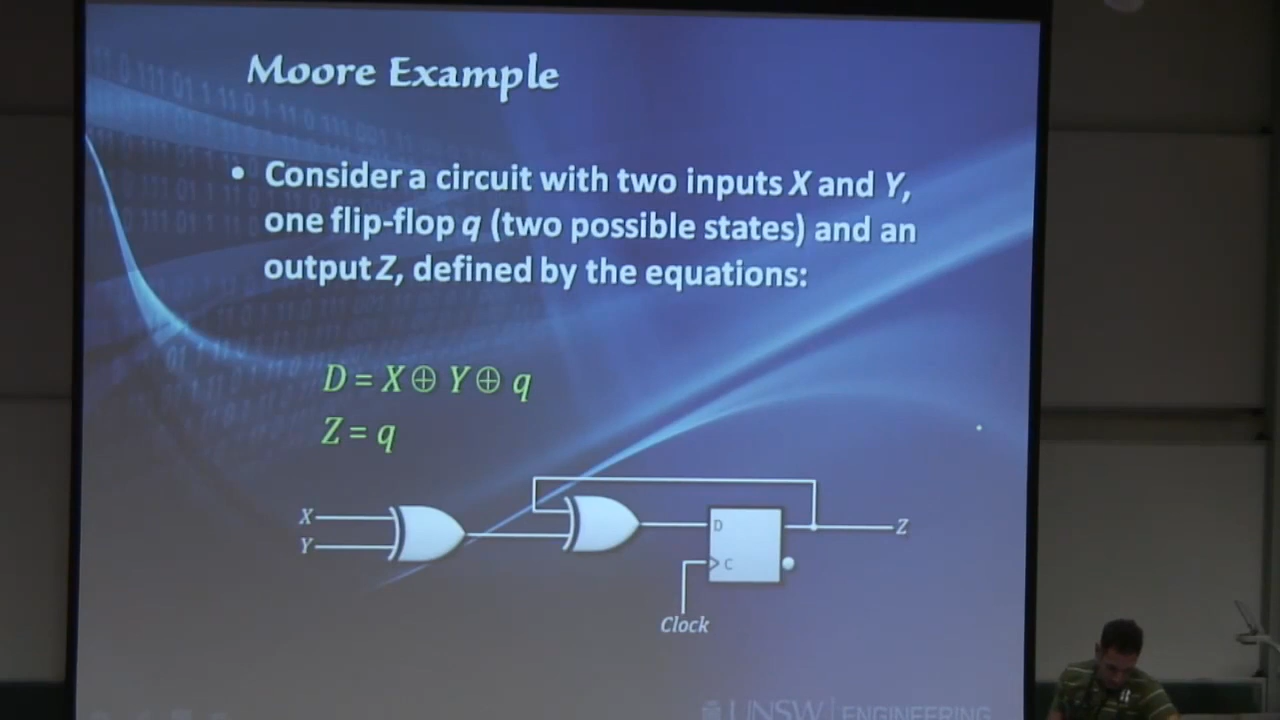 Moore Example
• Consider a circuit with two inputs X and Y,
one flip-flop q (two possible states) and an
output Z, defined by the equations:
D = X ⊕ Y ⊕ q
Z = q
X
Y
D
C
Z
Clock
UNSW | ENGINEERING